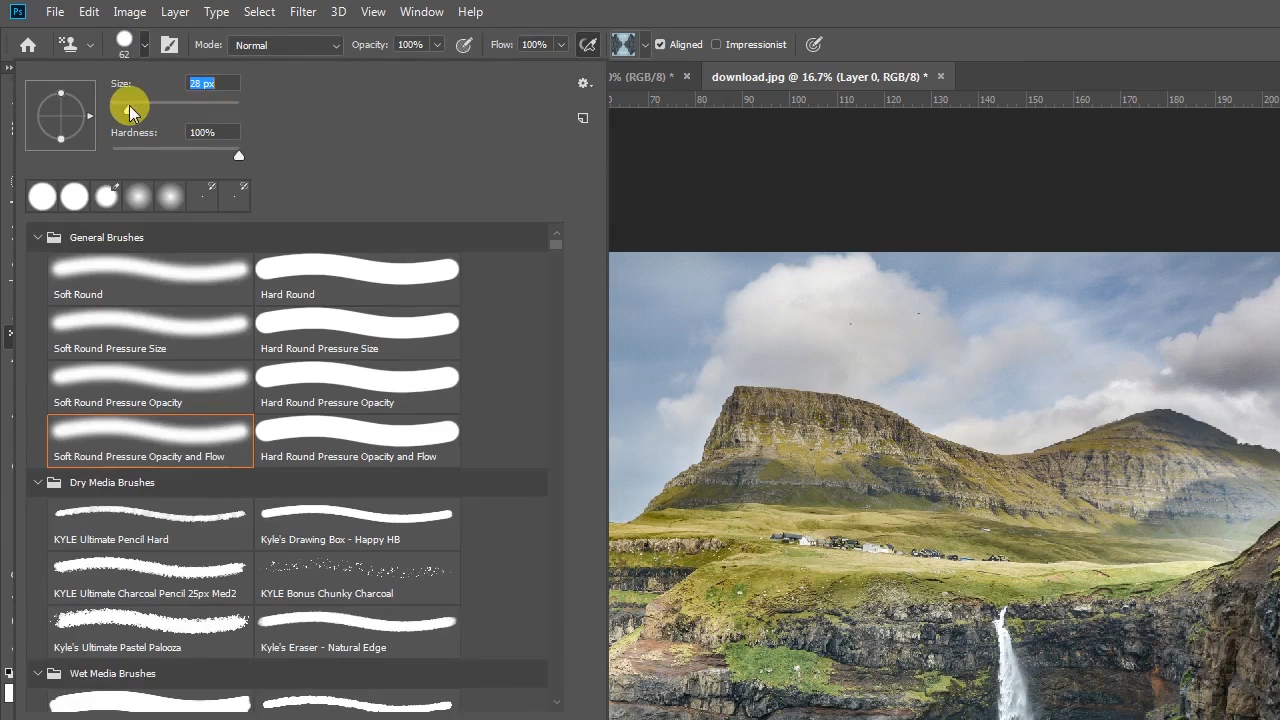 Ps File Edit Image Layer Type Select Filter 3D View Window Help
62 Mode: Normal Opacity: 100% Flow: 100% Aligned Impressionist
Size: 28 px
0% (RGB/8) * × download.jpg @ 16.7% (Layer 0, RGB/8) * ×
70 80 90 100 110 120 130 140 150 160 170 180 190 200
Hardness: 100%
General Brushes
Soft Round Hard Round
Soft Round Pressure Size Hard Round Pressure Size
Soft Round Pressure Opacity Hard Round Pressure Opacity
Soft Round Pressure Opacity and Flow Hard Round Pressure Opacity and Flow
Dry Media Brushes
KYLE Ultimate Pencil Hard Kyle's Drawing Box - Happy HB
KYLE Ultimate Charcoal Pencil 25px Med2 KYLE Bonus Chunky Charcoal
Kyle's Ultimate Pastel Palooza Kyle's Eraser - Natural Edge
Wet Media Brushes